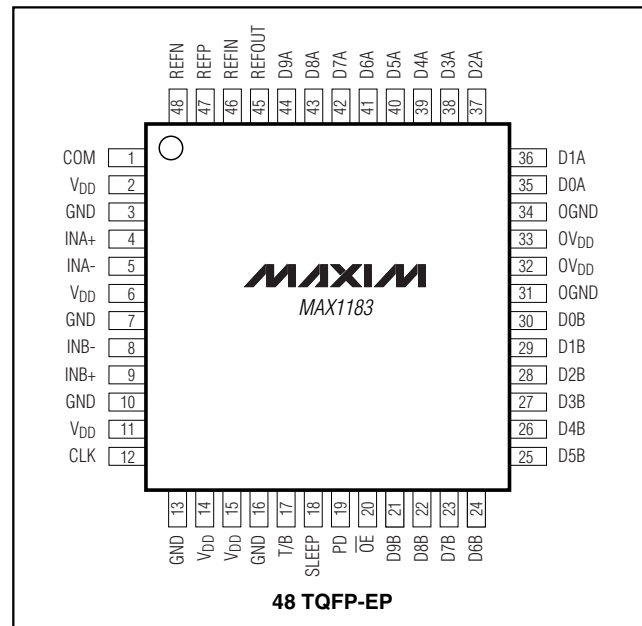 REFN REFP REFIN REFOUT D9A D8A D7A D6A D5A D4A D3A D2A
48 47 46 45 44 43 42 41 40 39 38 37
COM 1
VDD 2
GND 3
INA+ 4
INA- 5
VDD 6
GND 7
INB- 8
INB+ 9
GND 10
VDD 11
CLK 12
MAXIM
MAX1183
36 D1A
35 D0A
34 OGND
33 OVDD
32 OVDD
31 OGND
30 D0B
29 D1B
28 D2B
27 D3B
26 D4B
25 D5B
13 14 15 16 17 18 19 20 21 22 23 24
GND VDD VDD GND T/B SLEEP PD O̅E̅ D9B D8B D7B D6B
48 TQFP-EP